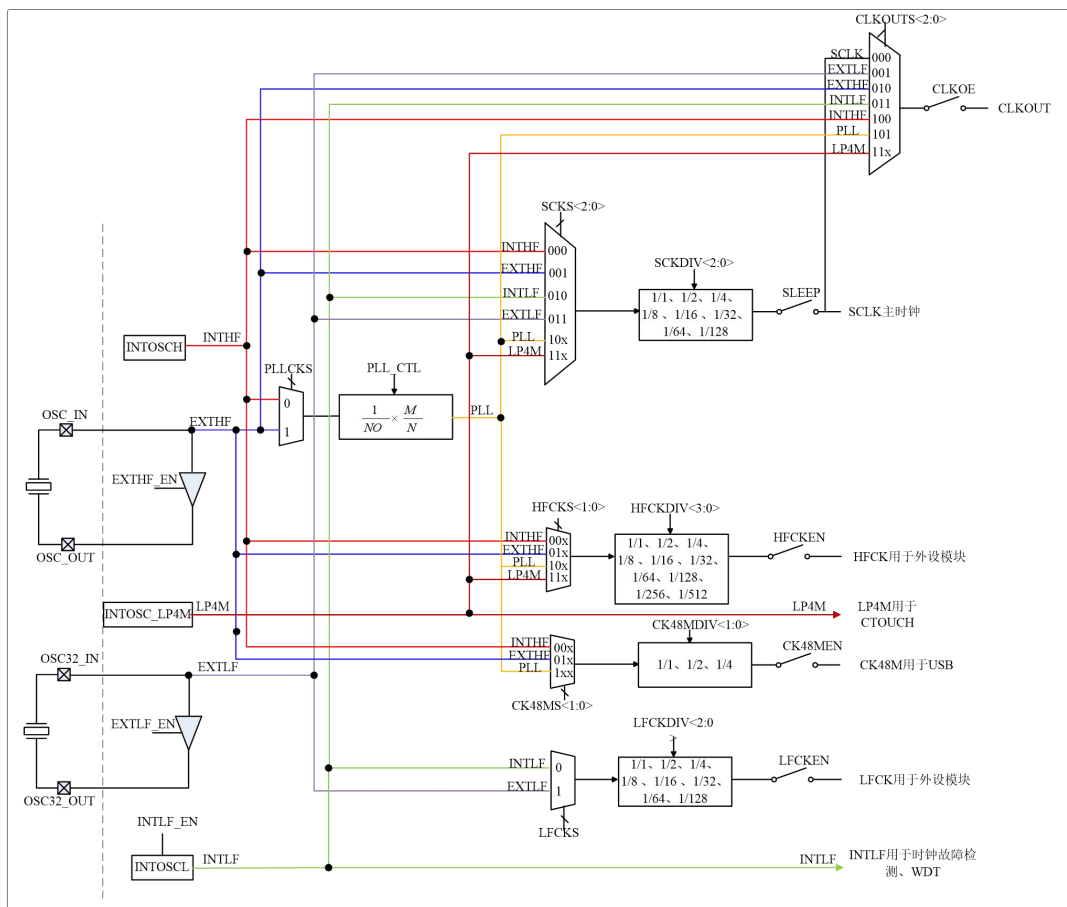 CLKOUTS<2:0>
SCLK 000
EXTLF 001
EXTHF 010
INTLF 011
INTHF 100
PLL 101
LP4M 11x
CLKOE
CLKOUT
SCKS<2:0>
INTHF 000
EXTHF 001
INTLF 010
EXTLF 011
PLL 10x
LP4M 11x
SCKDIV<2:0>
1/1、1/2、1/4、
1/8 、1/16 、1/32、
1/64、1/128
SLEEP
SCLK主时钟
INTOSCH
INTHF
PLLCKS
0
1
PLL_CTL
1/NO × M/N
PLL
OSC_IN
EXTHF
EXTHF_EN
OSC_OUT
HFCKS<1:0>
INTHF 00x
EXTHF 01x
PLL 10x
LP4M 11x
HFCKDIV<3:0>
1/1、1/2、1/4、
1/8 、1/16 、1/32、
1/64、1/128、
1/256、1/512
HFCKEN
HFCK用于外设模块
INTOSC_LP4M
LP4M
LP4M
LP4M用于
CTOUCH
INTHF 00x
EXTHF 01x
PLL 1xx
CK48MS<1:0>
CK48MDIV<1:0>
1/1、1/2、1/4
CK48MEN
CK48M用于USB
OSC32_IN
EXTLF
EXTLF_EN
OSC32_OUT
INTLF 0
EXTLF 1
LFCKS
LFCKDIV<2:0
>
1/1、1/2、1/4、
1/8 、1/16 、1/32、
1/64、1/128
LFCKEN
LFCK用于外设模块
INTLF_EN
INTOSCL
INTLF
INTLF
INTLF用于时钟故障检
测、WDT